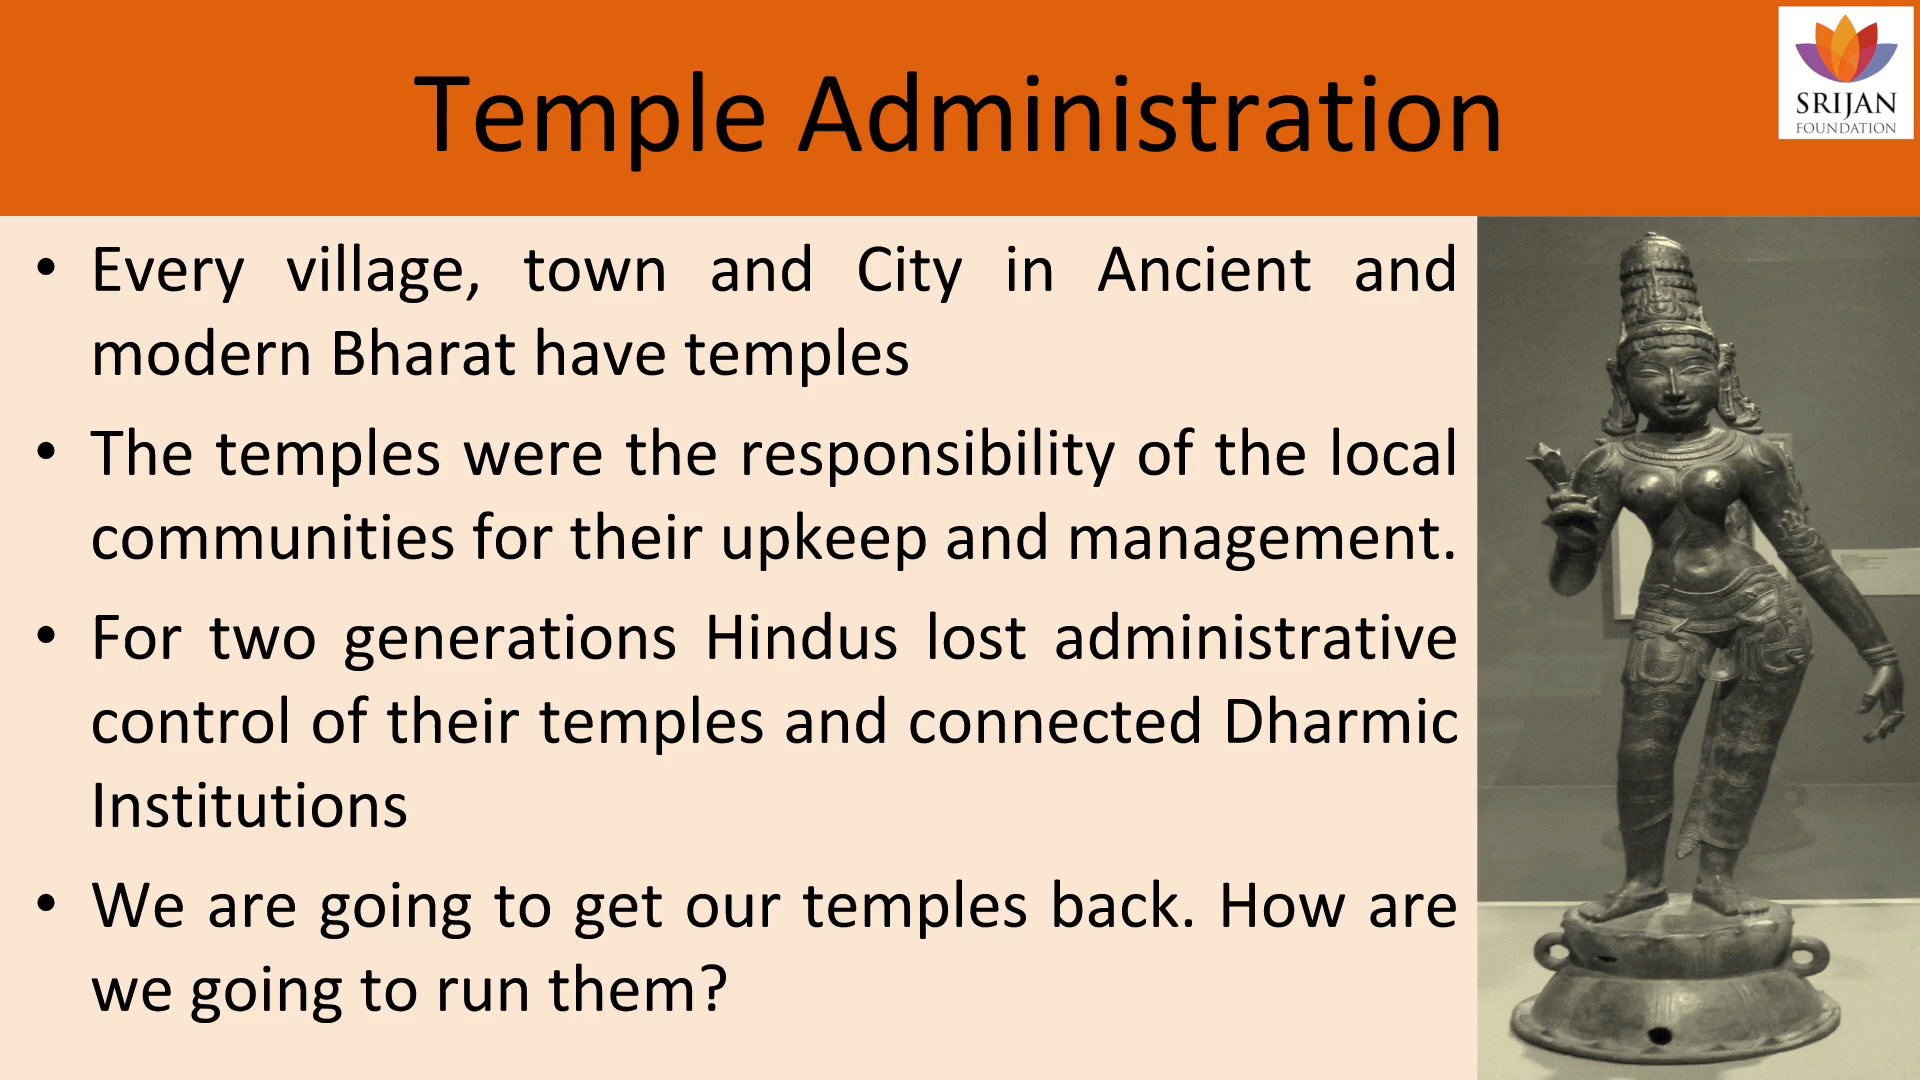 Temple Administration
SRIJAN
FOUNDATION
• Every village, town and City in Ancient and
modern Bharat have temples
• The temples were the responsibility of the local
communities for their upkeep and management.
• For two generations Hindus lost administrative
control of their temples and connected Dharmic
Institutions
• We are going to get our temples back. How are
we going to run them?